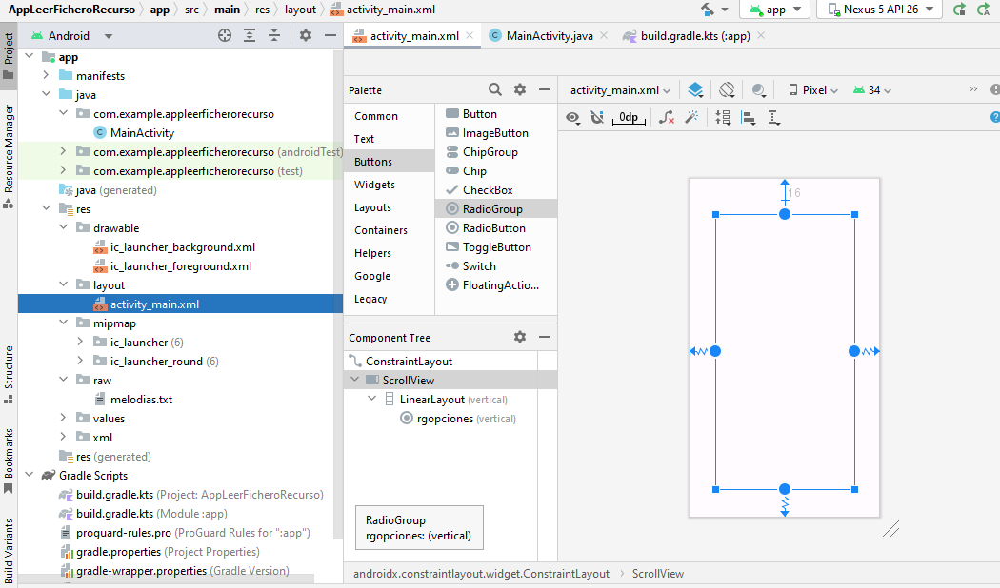 AppLeerFicheroRecurso app src main res layout activity_main.xml app Nexus 5 API 26
Project
Resource Manager
Structure
Bookmarks
Build Variants
Android
app
manifests
java
com.example.appleerficherorecurso
MainActivity
com.example.appleerficherorecurso (androidTest)
com.example.appleerficherorecurso (test)
java (generated)
res
drawable
ic_launcher_background.xml
ic_launcher_foreground.xml
layout
activity_main.xml
mipmap
ic_launcher (6)
ic_launcher_round (6)
raw
melodias.txt
values
xml
res (generated)
Gradle Scripts
build.gradle.kts (Project: AppLeerFicheroRecurso)
build.gradle.kts (Module :app)
proguard-rules.pro (ProGuard Rules for ":app")
gradle.properties (Project Properties)
gradle-wrapper.properties (Gradle Version)
activity_main.xml MainActivity.java build.gradle.kts (:app)
Palette
Common
Text
Buttons
Widgets
Layouts
Containers
Helpers
Google
Legacy
Button
ImageButton
ChipGroup
Chip
CheckBox
RadioGroup
RadioButton
ToggleButton
Switch
FloatingActio...
Component Tree
ConstraintLayout
ScrollView
LinearLayout (vertical)
rgopciones (vertical)
RadioGroup
rgopciones: (vertical)
activity_main.xml Pixel 34
0dp
16
androidx.constraintlayout.widget.ConstraintLayout ScrollView